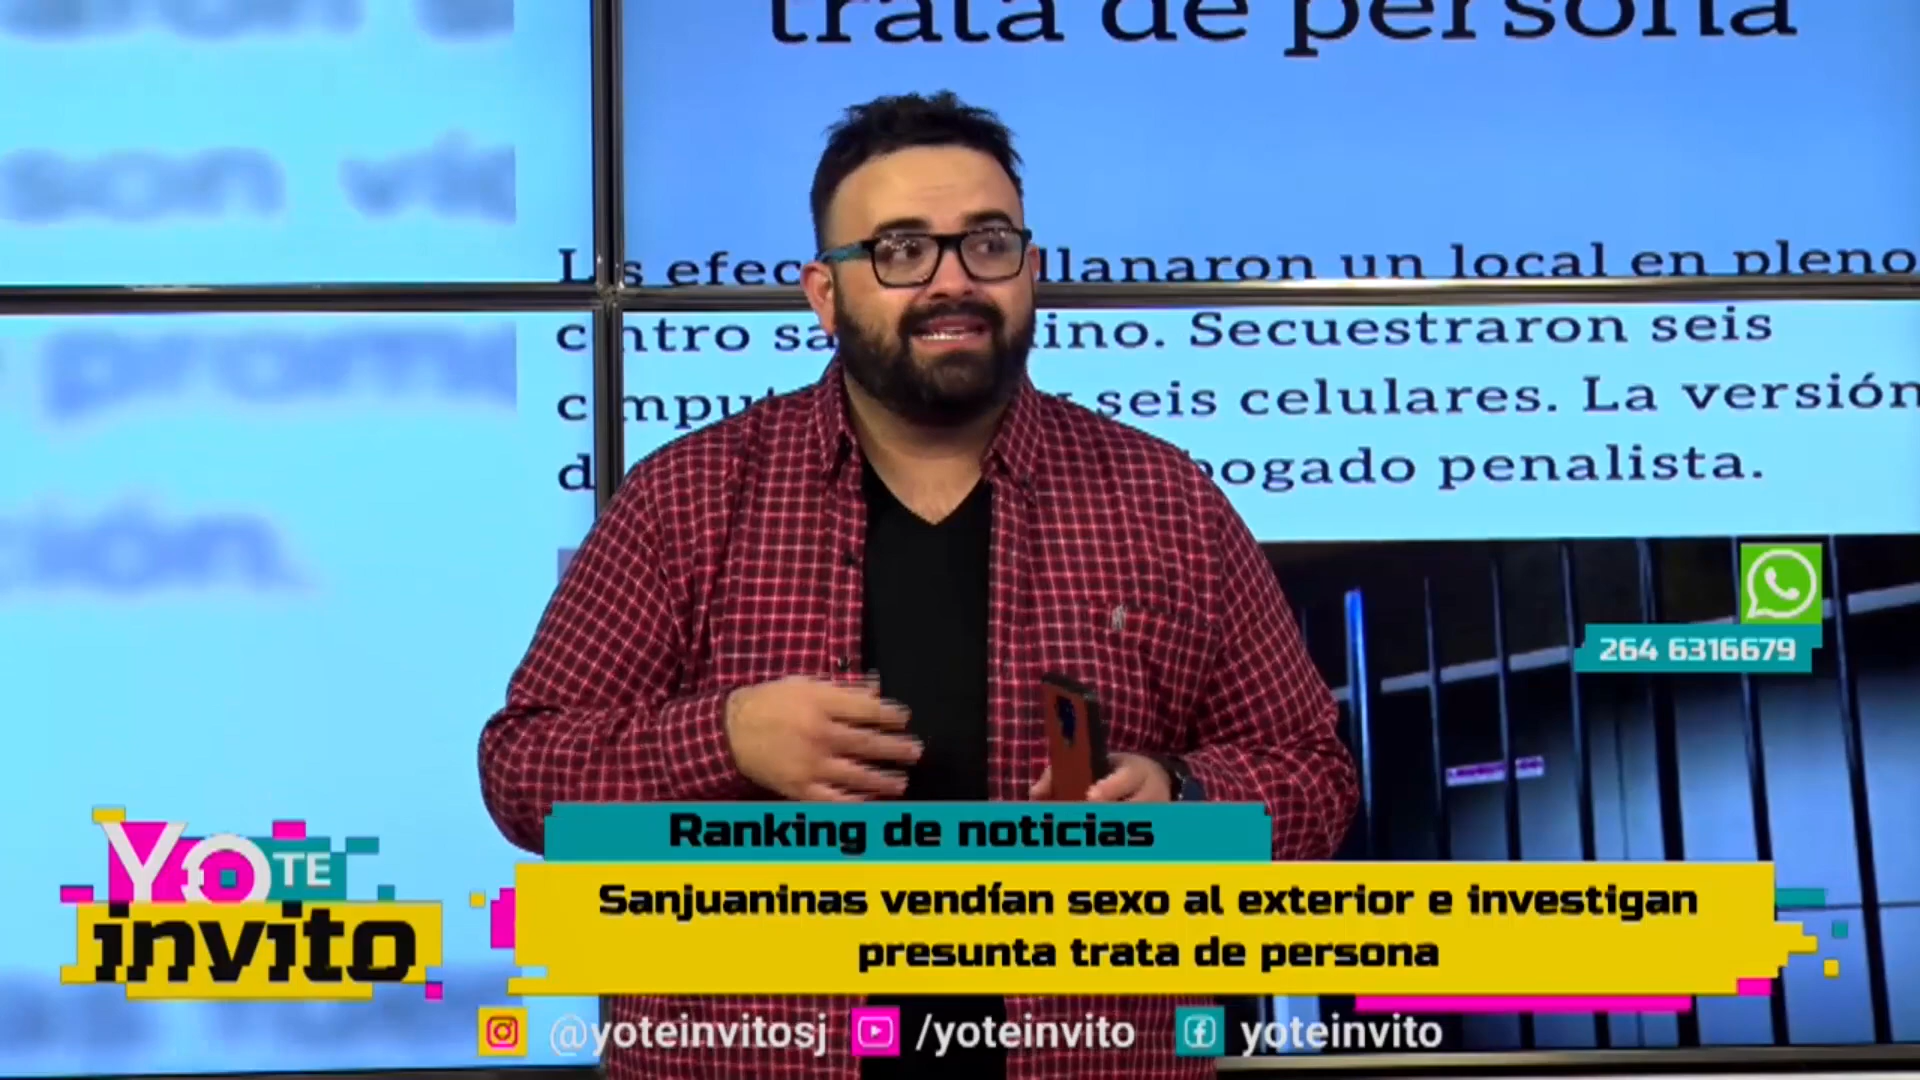 trata de persona
son
efec llanaron un local en pleno
ntro sa ino. Secuestraron seis
seis celulares. La versión
ogado penalista.
264 6316679
Ranking de noticias
YO TE
invito
Sanjuaninas vendían sexo al exterior e investigan
presunta trata de persona
@yoteinvitosj /yoteinvito yoteinvito